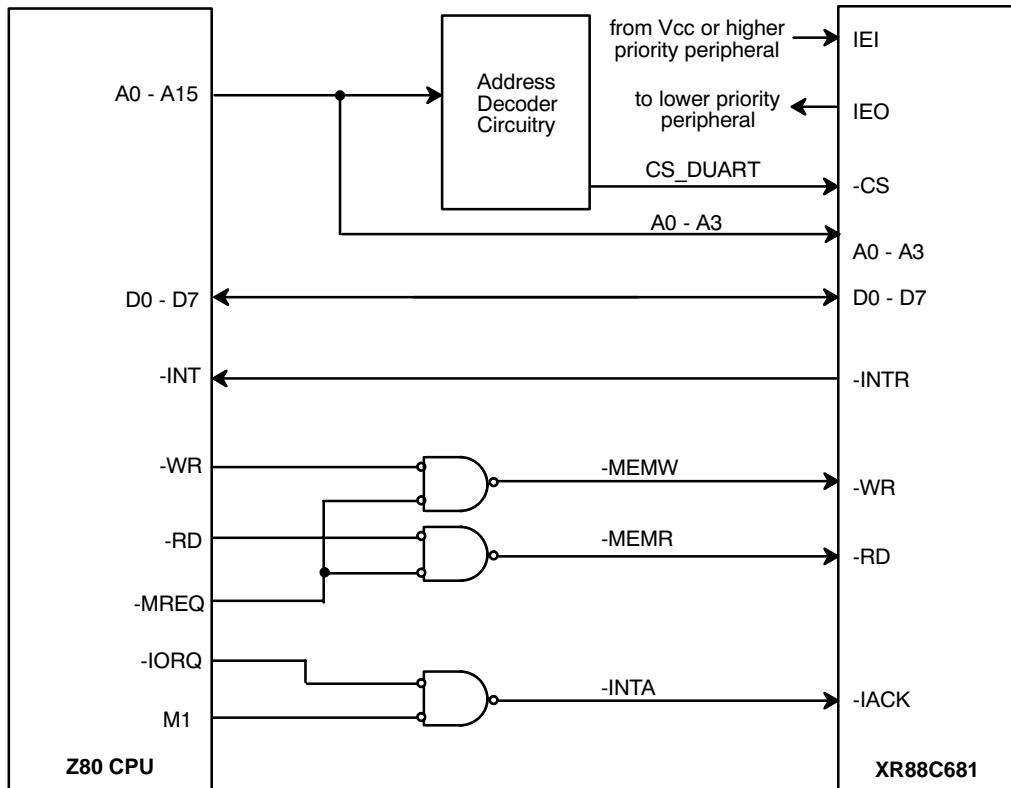 from Vcc or higher
priority peripheral
IEI
A0 - A15
Address
Decoder
Circuitry
to lower priority
peripheral
IEO
CS_DUART
-CS
A0 - A3
A0 - A3
D0 - D7
D0 - D7
-INT
-INTR
-WR
-MEMW
-WR
-RD
-MEMR
-RD
-MREQ
-IORQ
-INTA
-IACK
M1
Z80 CPU
XR88C681